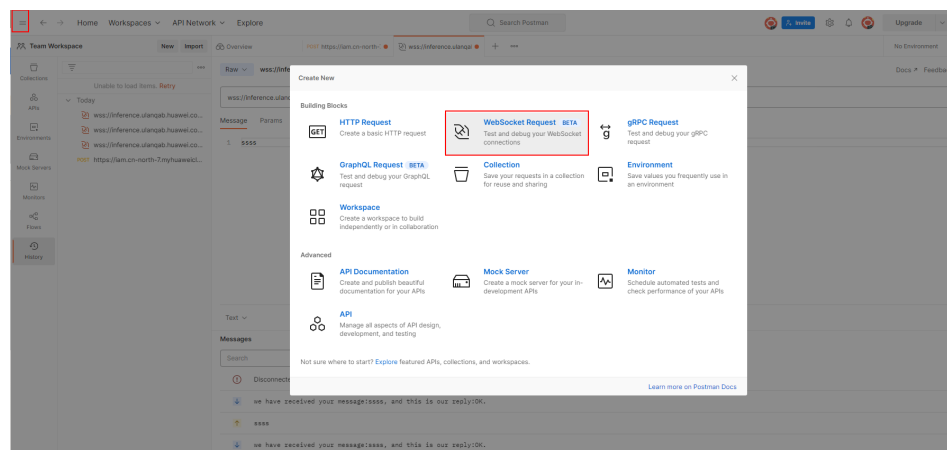 Home Workspaces API Network Explore
Search Postman
Invite
Upgrade
Team Workspace
New Import
Overview
POST https://iam.cn-north-
wss://inference.ulanqal
No Environment
Collections
APIs
Environments
Mock Servers
Monitors
Flows
History
Unable to load items. Retry
Today
wss://inference.ulanqab.huawei.co...
wss://inference.ulanqab.huawei.co...
wss://inference.ulanqab.huawei.co...
POST https://iam.cn-north-7.myhuaweicl...
Raw
wss://infe
Docs
Feedba
wss://inference.ulan
Message Params
1 ssss
Create New
Building Blocks
GET
HTTP Request
Create a basic HTTP request
WebSocket Request BETA
Test and debug your WebSocket
connections
gRPC Request
Test and debug your gRPC
request
GraphQL Request BETA
Test and debug your GraphQL
request
Collection
Save your requests in a collection
for reuse and sharing
Environment
Save values you frequently use in
an environment
Workspace
Create a workspace to build
independently or in collaboration
Advanced
API Documentation
Create and publish beautiful
documentation for your APIs
Mock Server
Create a mock server for your in-
development APIs
Monitor
Schedule automated tests and
check performance of your APIs
API
Manage all aspects of API design,
development, and testing
Not sure where to start? Explore featured APIs, collections, and workspaces.
Learn more on Postman Docs
Text
Messages
Search
Disconnecte
we have received your message:ssss, and this is our reply:OK.
ssss
we have received your message:ssss, and this is our reply:OK.